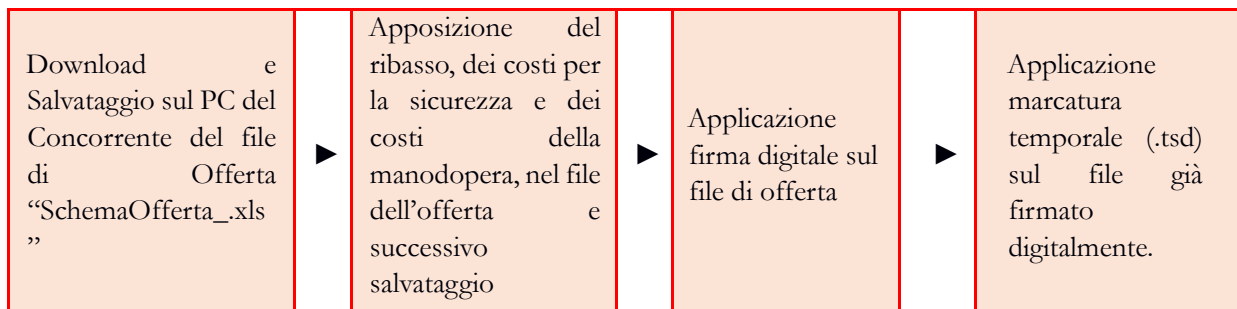 Download e
Salvataggio sul PC del
Concorrente del file
di Offerta
“SchemaOfferta_.xls
”
Apposizione del
ribasso, dei costi per
la sicurezza e dei
costi della
manodopera, nel file
dell’offerta e
successivo
salvataggio
Applicazione
firma digitale sul
file di offerta
Applicazione
marcatura
temporale (.tsd)
sul file già
firmato
digitalmente.